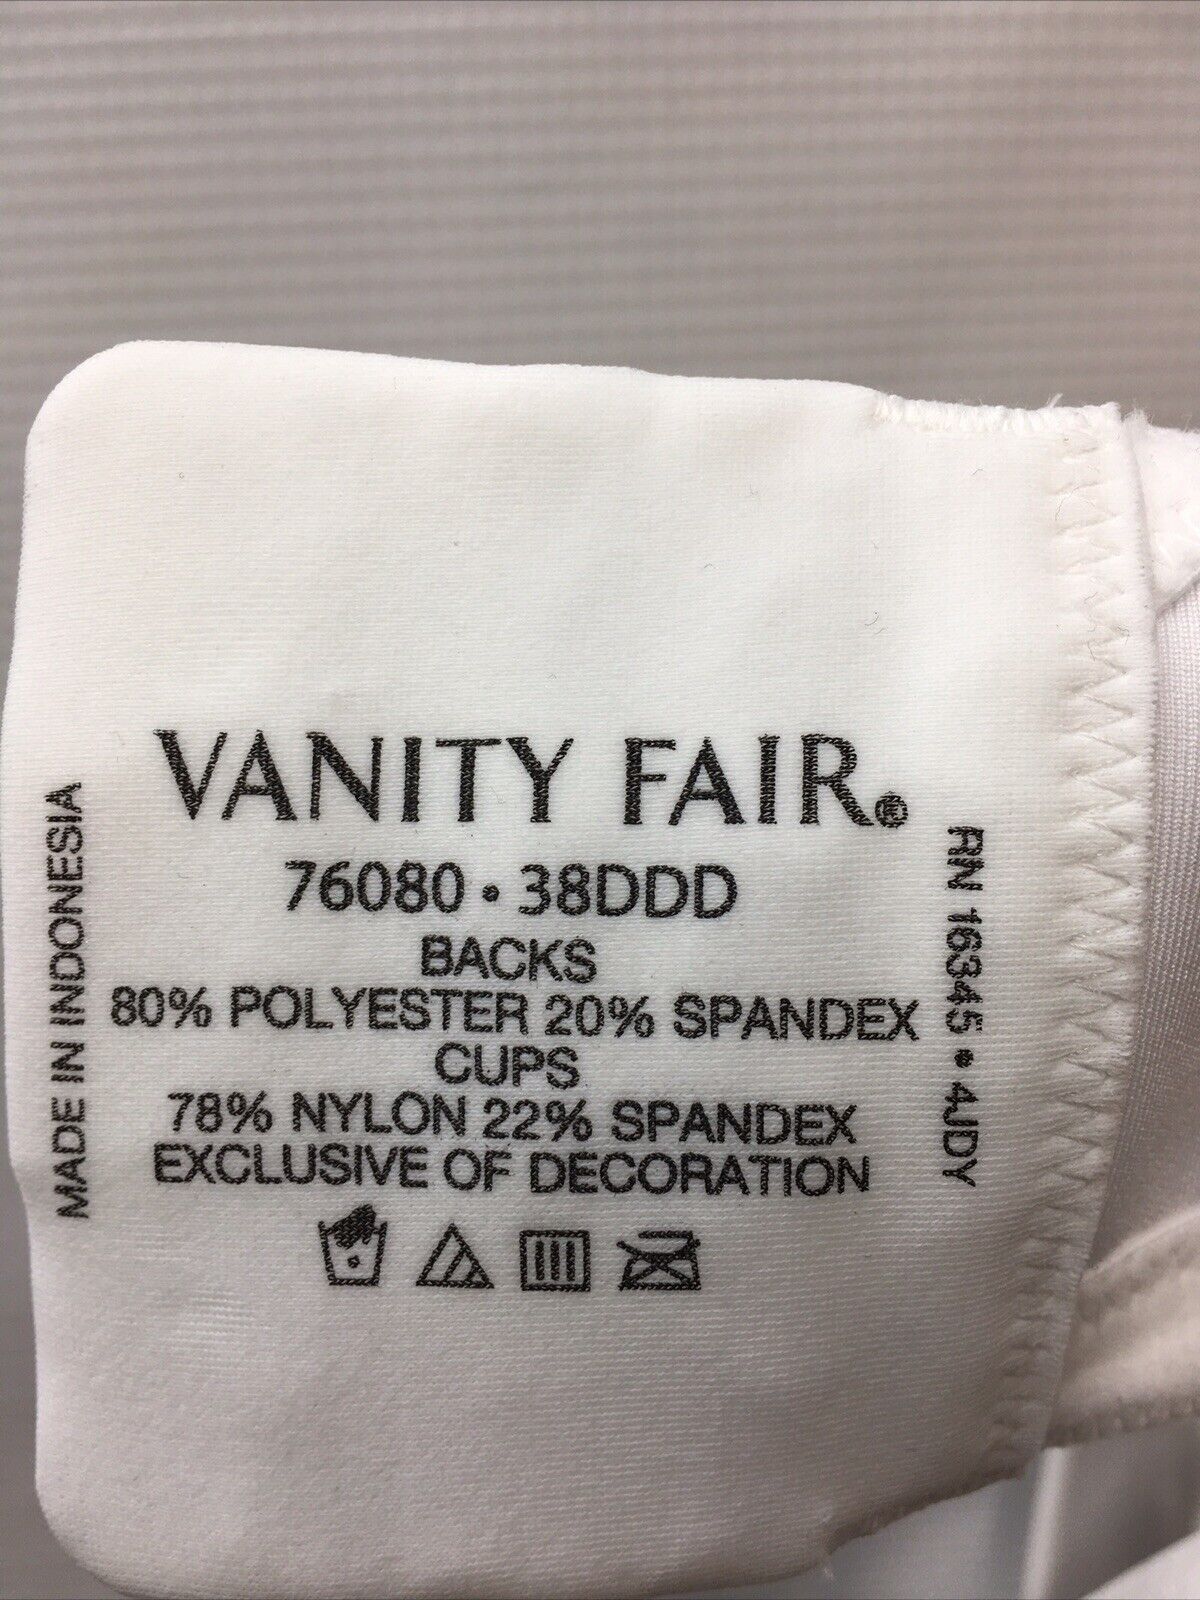 VANITY FAIR®
76080 • 38DDD
BACKS
80% POLYESTER 20% SPANDEX
CUPS
78% NYLON 22% SPANDEX
EXCLUSIVE OF DECORATION
MADE IN INDONESIA
RN 16345 • 4JDY